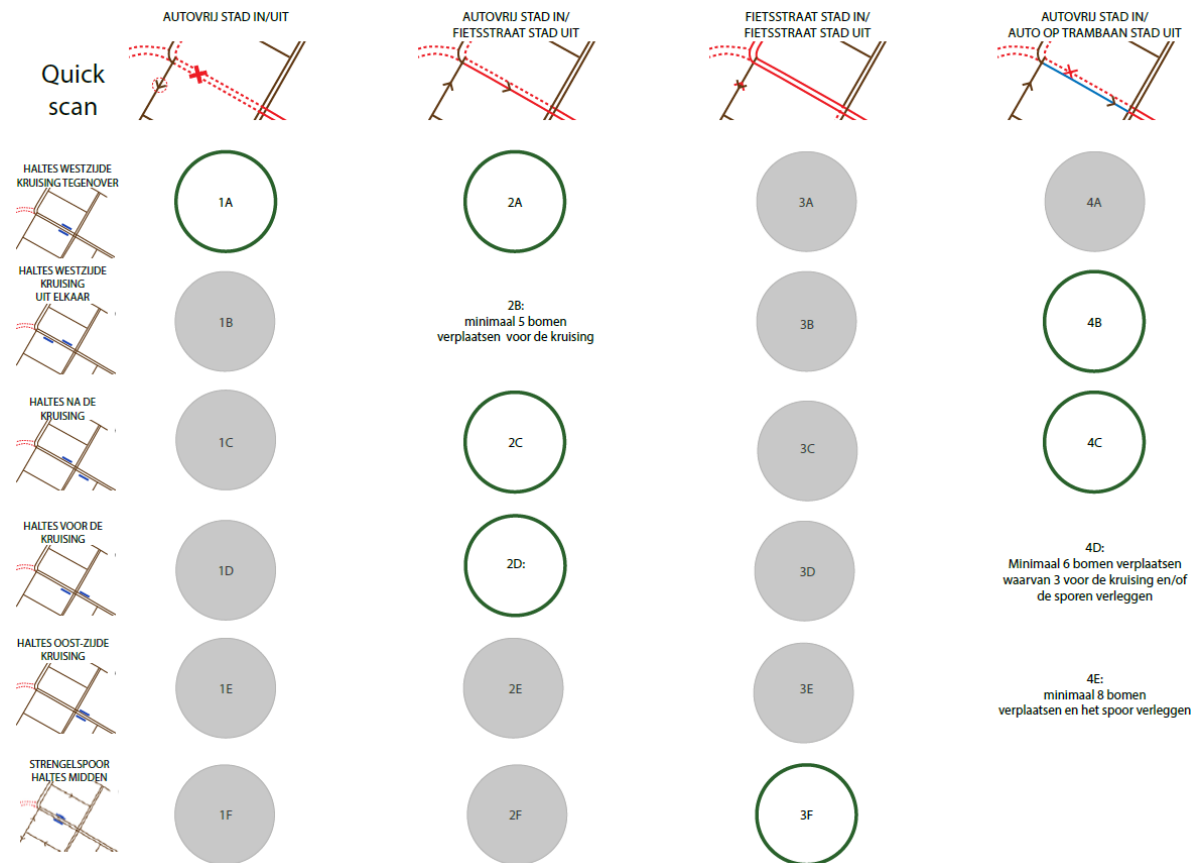 AUTOVRIJ STAD IN/UIT
AUTOVRIJ STAD IN/
FIETSSTRAAT STAD UIT
FIETSSTRAAT STAD IN/
FIETSSTRAAT STAD UIT
AUTOVRIJ STAD IN/
AUTO OP TRAMBAAN STAD UIT
Quick
scan
HALTES WESTZIJDE
KRUISING TEGENOVER
1A
2A
3A
4A
HALTES WESTZIJDE
KRUISING
UIT ELKAAR
1B
2B:
minimaal 5 bomen
verplaatsen voor de kruising
3B
4B
HALTES NA DE
KRUISING
1C
2C
3C
4C
HALTES VOOR DE
KRUISING
1D
2D:
3D
4D:
Minimaal 6 bomen verplaatsen
waarvan 3 voor de kruising en/of
de sporen verleggen
HALTES OOST-ZIJDE
KRUISING
1E
2E
3E
4E:
minimaal 8 bomen
verplaatsen en het spoor verleggen
STRENGELSPOOR
HALTES MIDDEN
1F
2F
3F